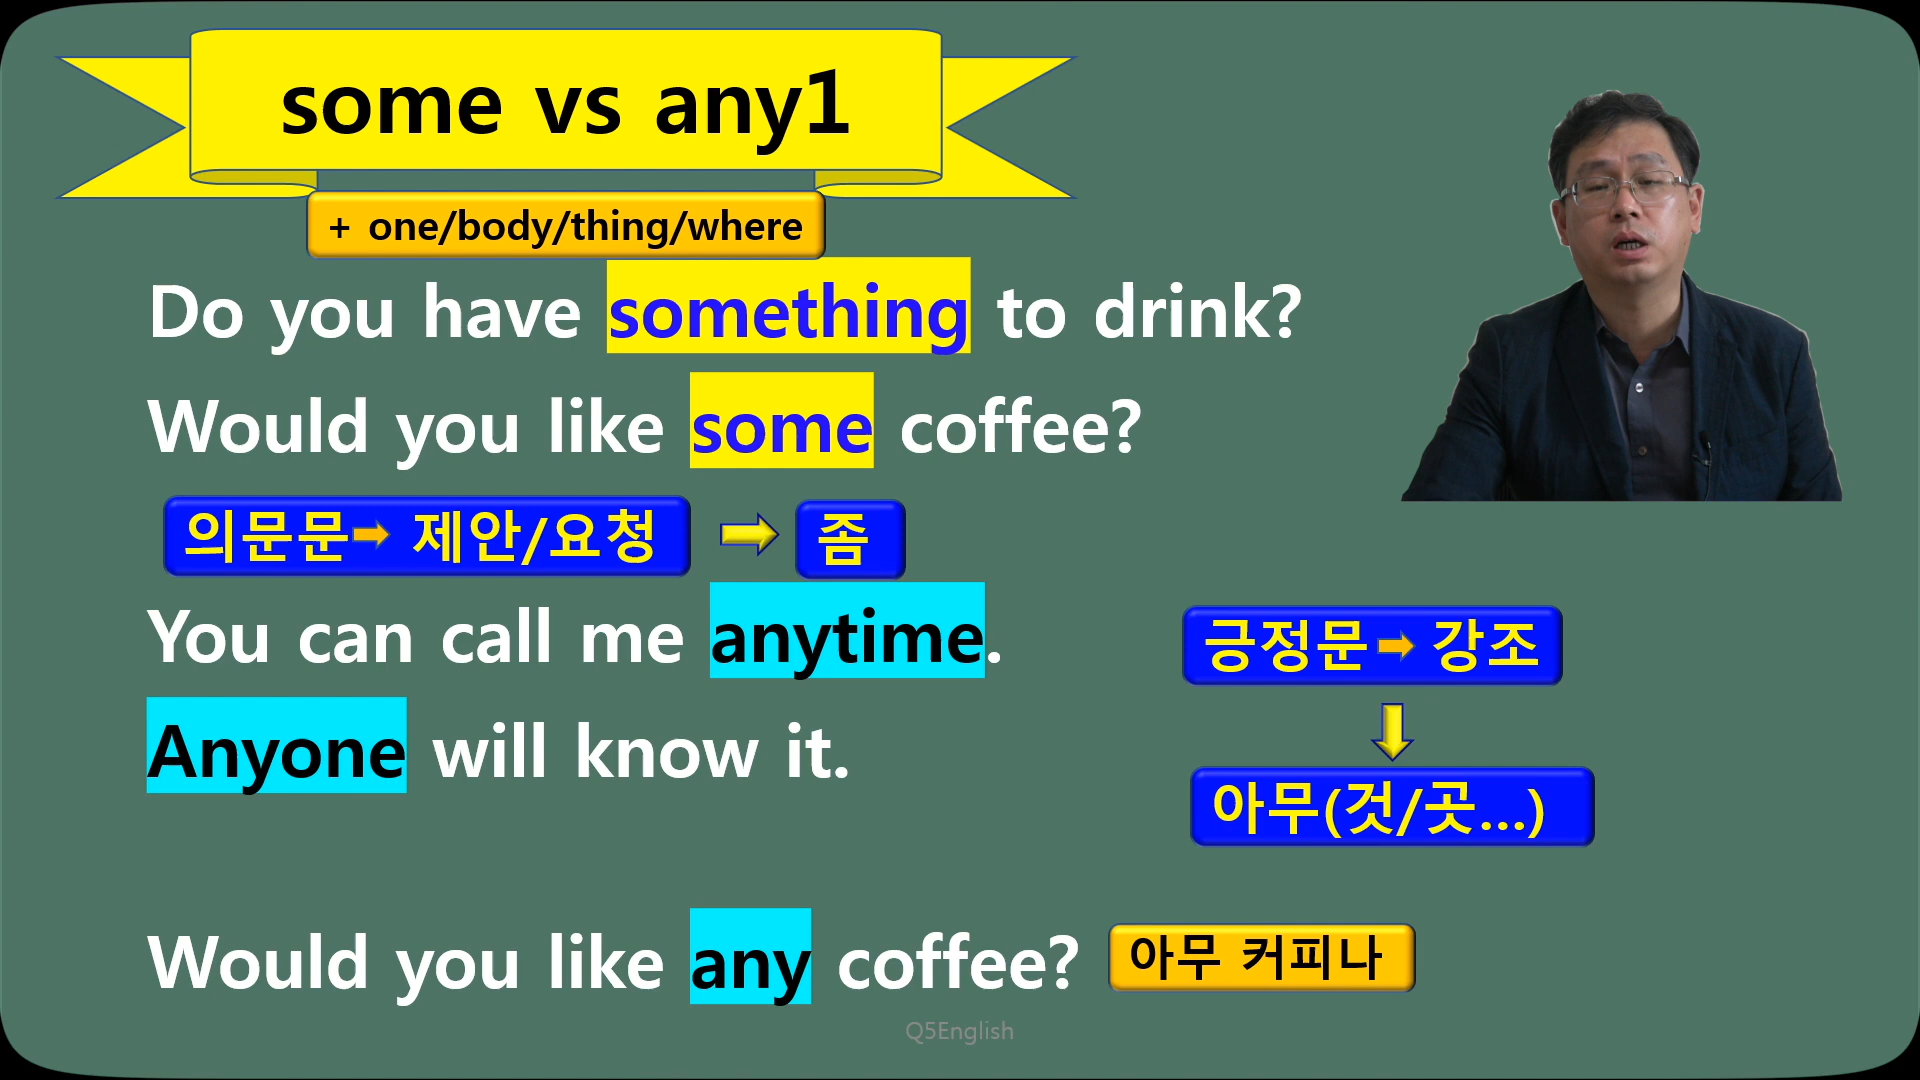 some vs any1
+ one/body/thing/where
Do you have something to drink?
Would you like some coffee?
의문문 제안/요청
좀
You can call me anytime.
긍정문 강조
Anyone will know it.
아무(것/곳...)
Would you like any coffee?
아무 커피나
Q5English